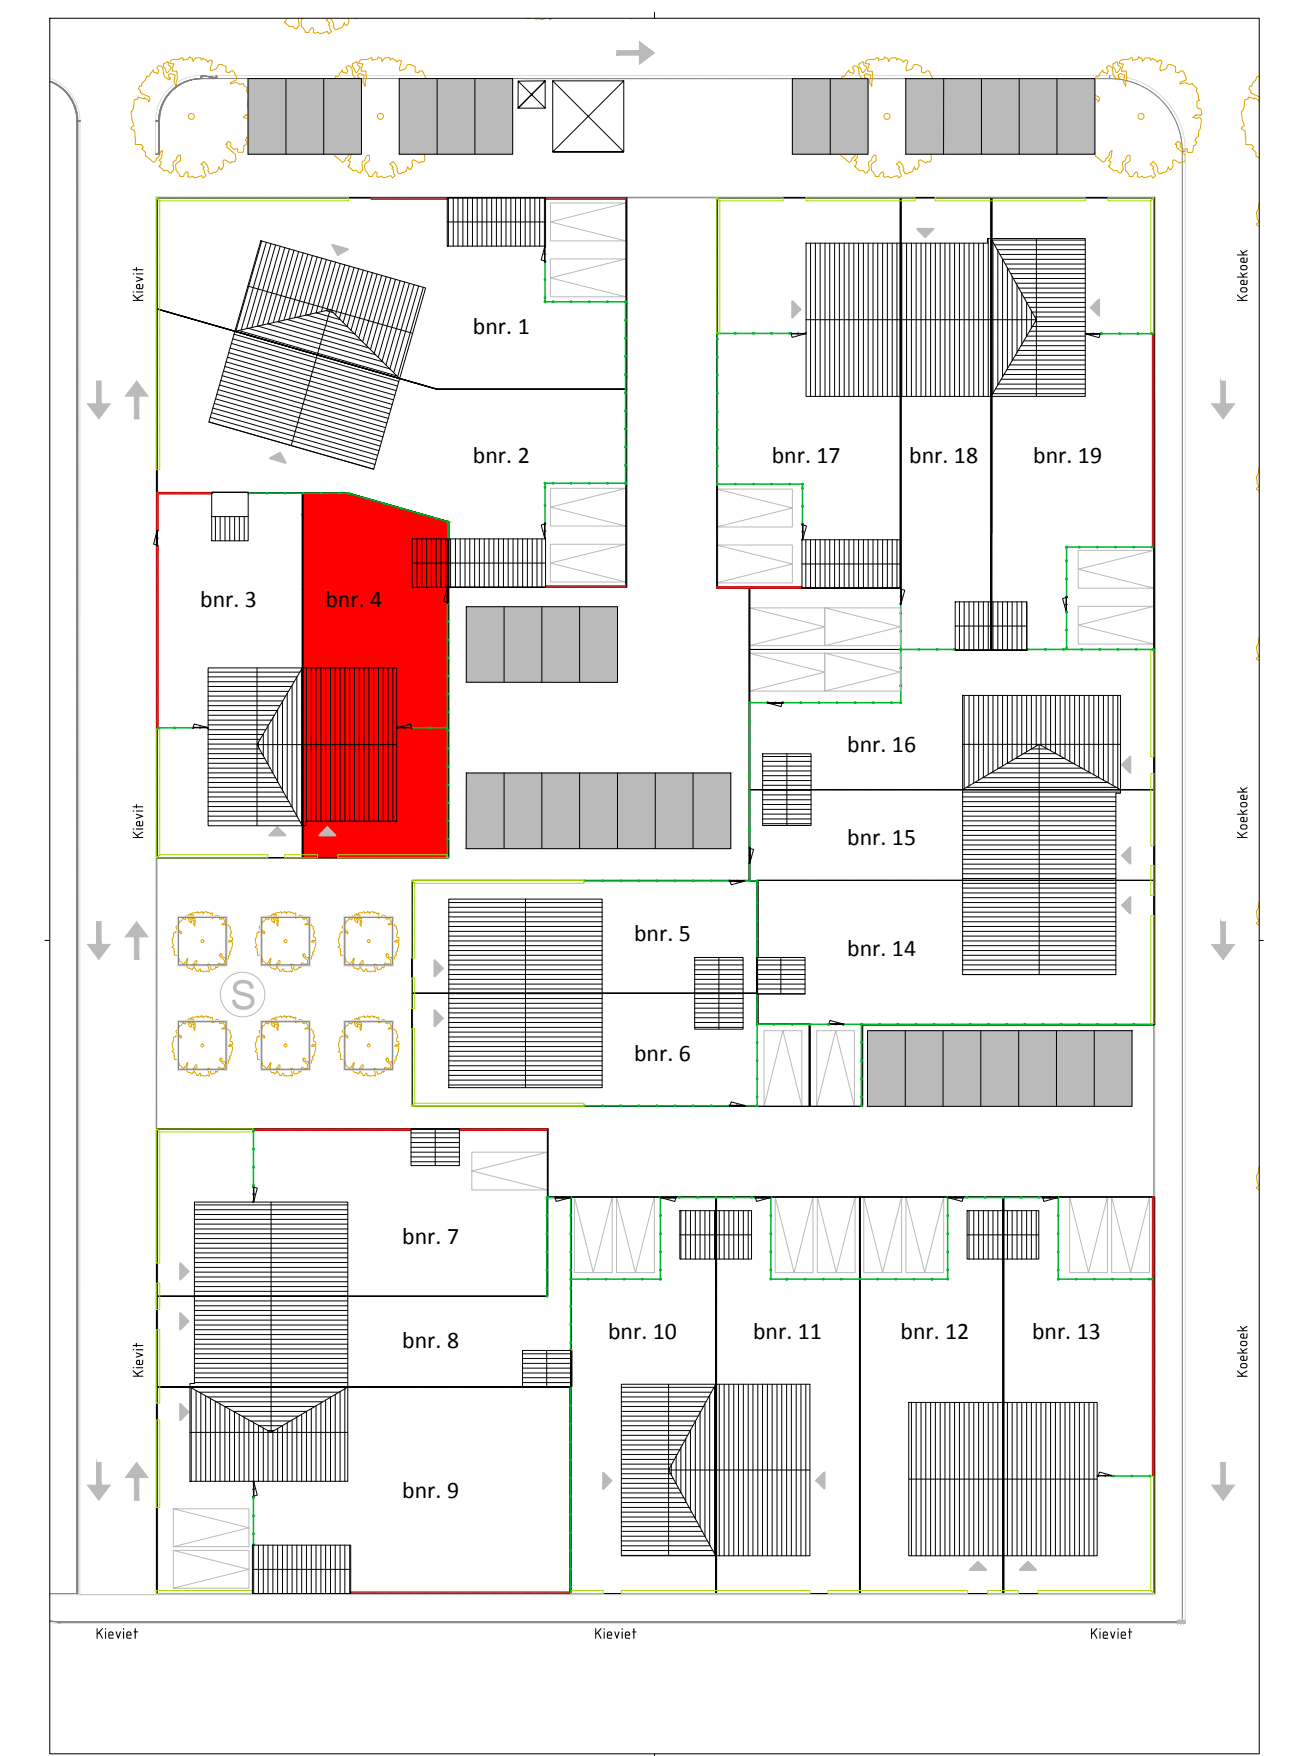 Kievit
Koekoek
bnr. 1
bnr. 2
bnr. 17
bnr. 18
bnr. 19
bnr. 3
bnr. 4
bnr. 16
Kievit
Koekoek
bnr. 15
bnr. 5
bnr. 14
S
bnr. 6
bnr. 7
bnr. 8
bnr. 10
bnr. 11
bnr. 12
bnr. 13
Kievit
Koekoek
bnr. 9
Kieviet
Kieviet
Kieviet